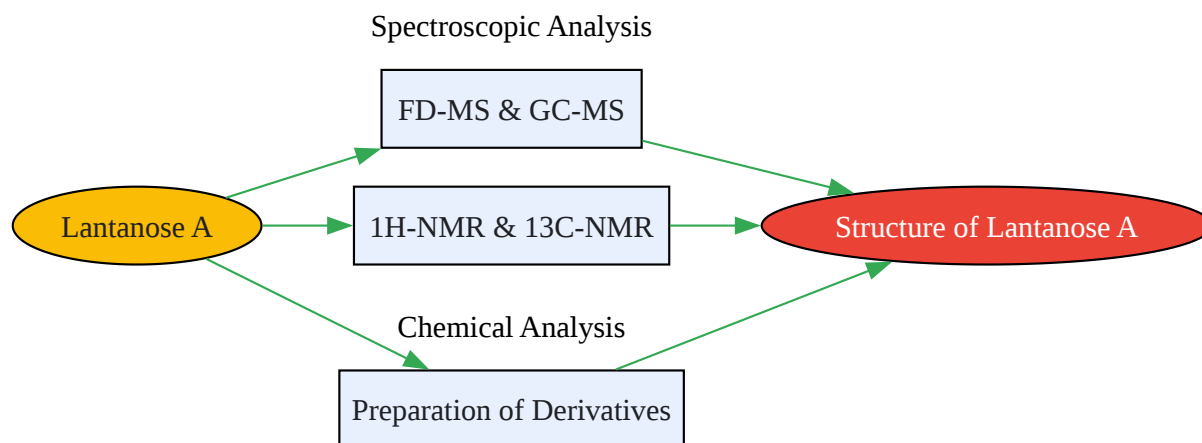 Spectroscopic Analysis
FD-MS & GC-MS
Lantanose A
1H-NMR & 13C-NMR
Structure of Lantanose A
Chemical Analysis
Preparation of Derivatives